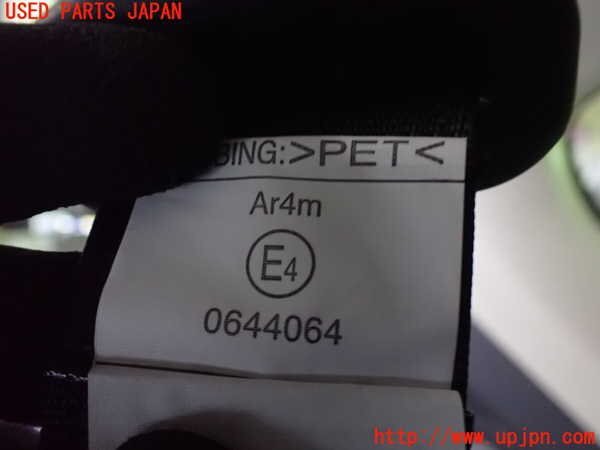 USED PARTS JAPAN
BING:>PET<
Ar4m
E4
0644064
http://www.upjpn.com/